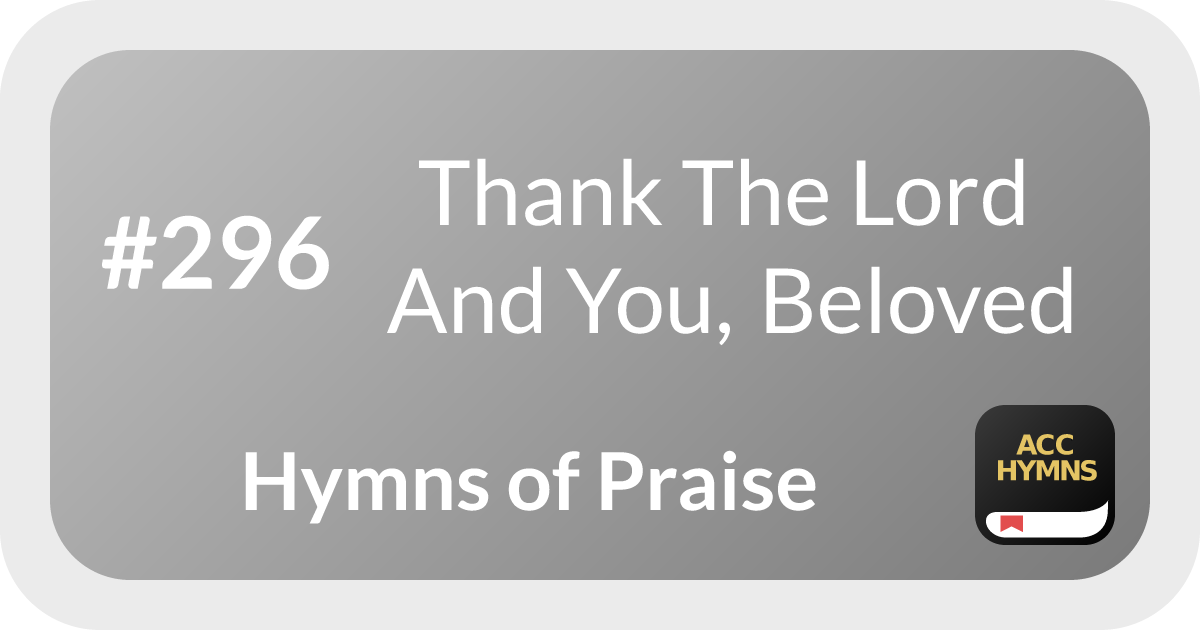 #296
Thank The Lord
And You, Beloved
Hymns of Praise
ACC
HYMNS